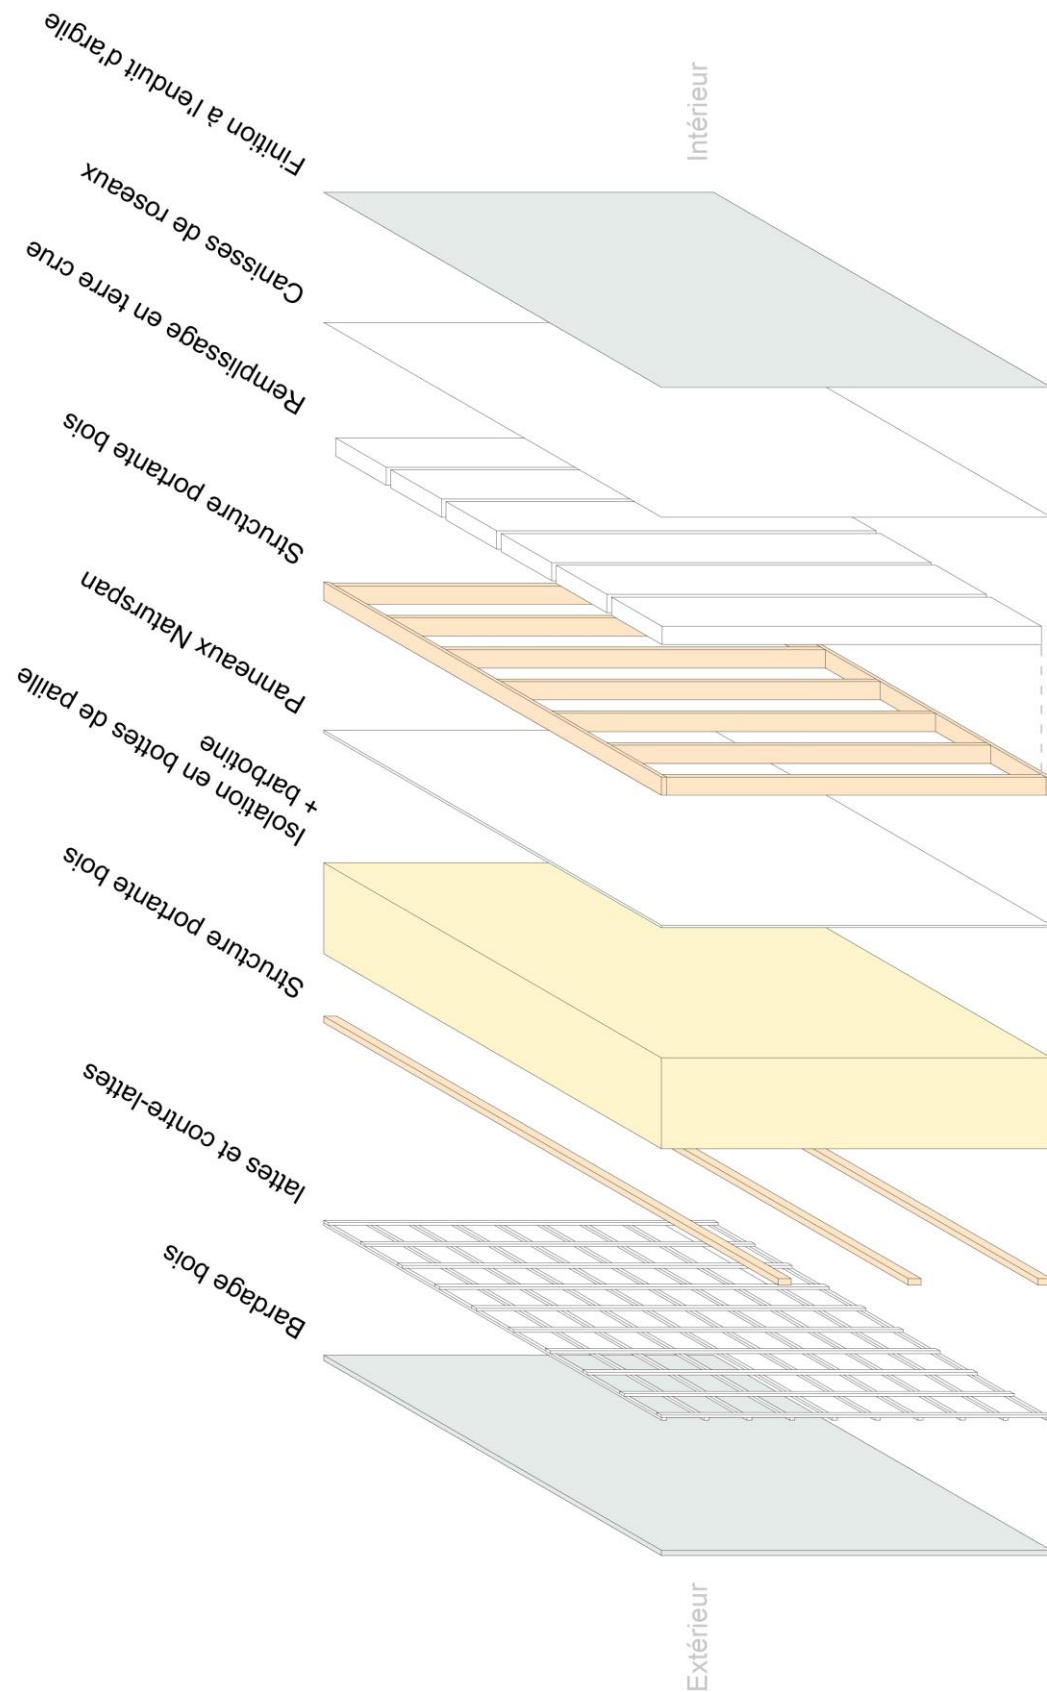 Intérieur
Finition à l'enduit d'argile
Canisses de roseaux
Remplissage en terre crue
Structure portante bois
Panneaux Naturspan
Isolation en bottes de paille
+ barbotine
Structure portante bois
lattes et contre-lattes
Bardage bois
Extérieur